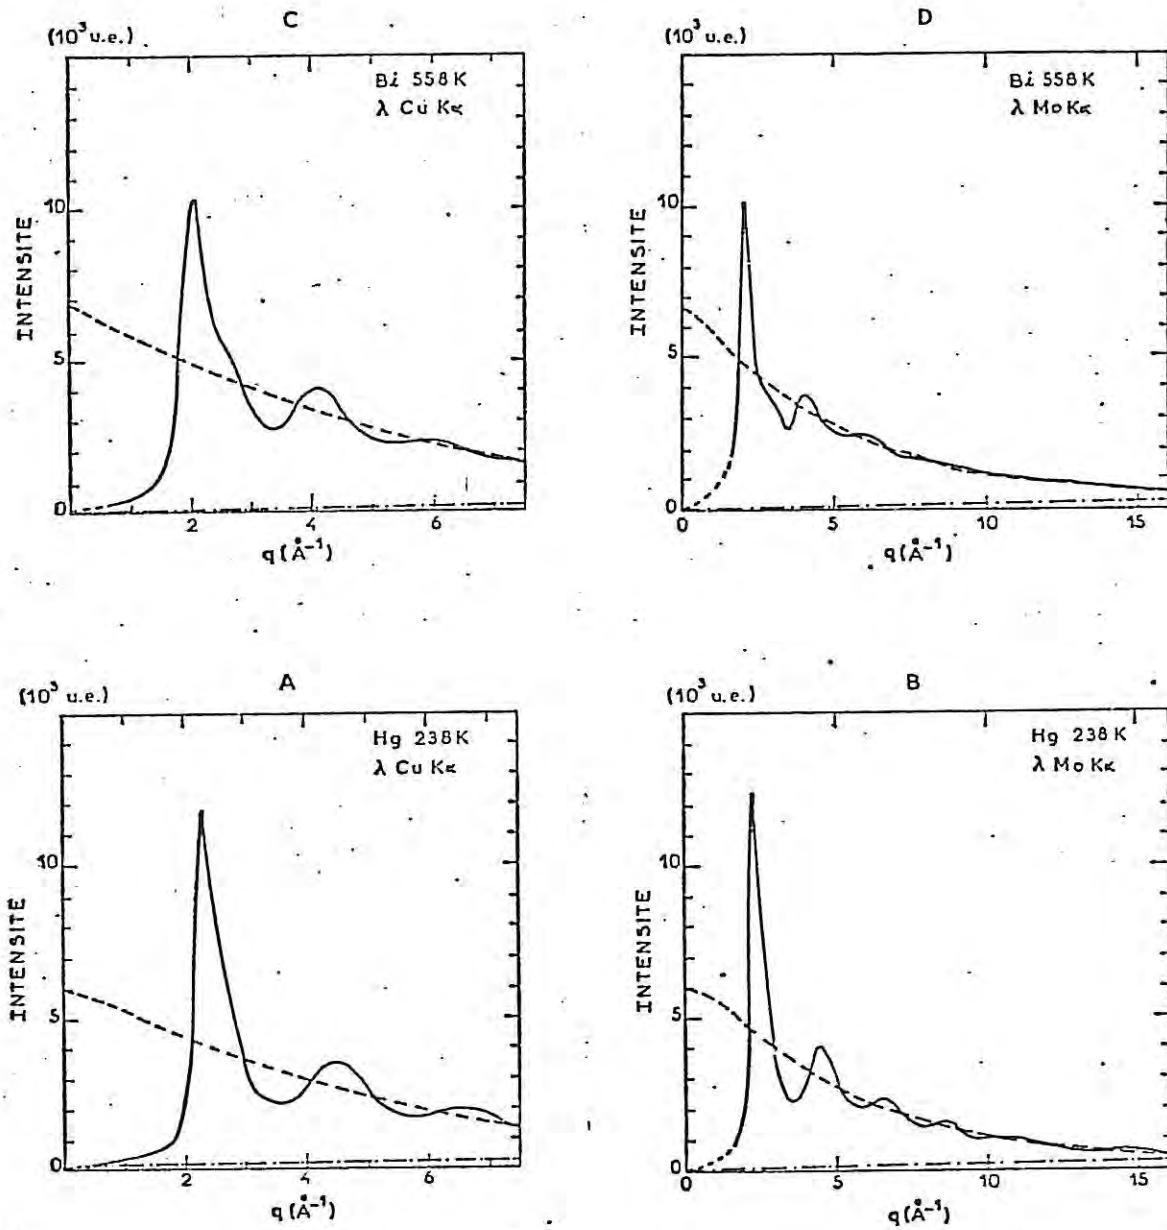 C
(10³ u.e.)
Bi 558 K
λ Cu Kα
10
5
0
INTENSITE
2 4 6
q (Å⁻¹)
D
(10³ u.e.)
Bi 558 K
λ Mo Kα
10
5
0
INTENSITE
0 5 10 15
q (Å⁻¹)
A
(10³ u.e.)
Hg 238 K
λ Cu Kα
10
5
0
INTENSITE
2 4 6
q (Å⁻¹)
B
(10³ u.e.)
Hg 238 K
λ Mo Kα
10
5
0
INTENSITE
0 5 10 15
q (Å⁻¹)